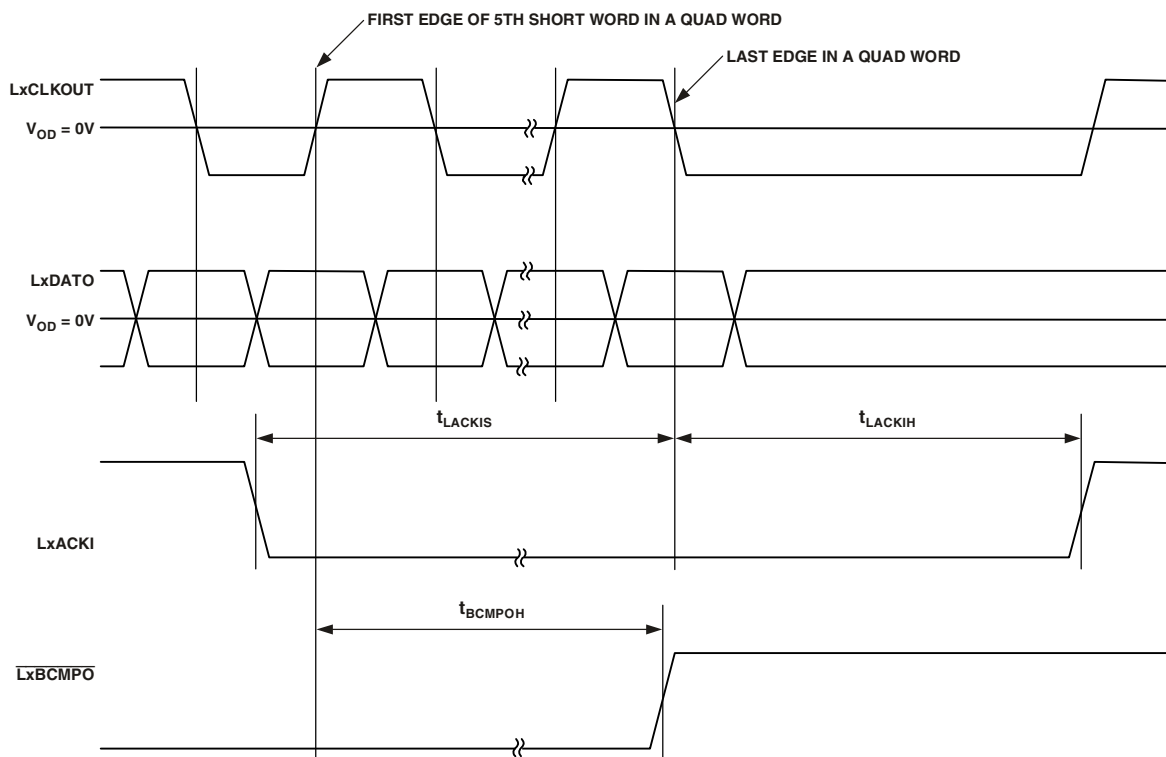 FIRST EDGE OF 5TH SHORT WORD IN A QUAD WORD
LAST EDGE IN A QUAD WORD
LxCLKOUT
VOD = 0V
LxDATO
VOD = 0V
tLACKIS
tLACKIH
LxACKI
tBCMPOH
LxBCMPO